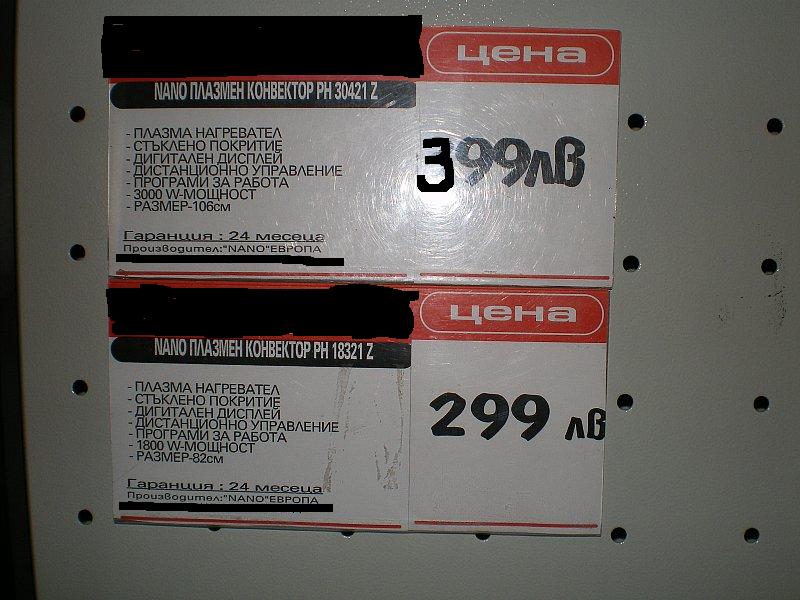 цена
NANO ПЛАЗМЕН КОНВЕКТОР PH 30421 Z
- ПЛАЗМА НАГРЕВАТЕЛ
- СТЪКЛЕНО ПОКРИТИЕ
- ДИГИТАЛЕН ДИСПЛЕЙ
- ДИСТАНЦИОННО УПРАВЛЕНИЕ
- ПРОГРАМИ ЗА РАБОТА
- 3000 W-МОЩНОСТ
- РАЗМЕР-106см
399лв
Гаранция : 24 месеца
Производител:"NANO"ЕВРОПА
цена
NANO ПЛАЗМЕН КОНВЕКТОР PH 18321 Z
- ПЛАЗМА НАГРЕВАТЕЛ
- СТЪКЛЕНО ПОКРИТИЕ
- ДИГИТАЛЕН ДИСПЛЕЙ
- ДИСТАНЦИОННО УПРАВЛЕНИЕ
- ПРОГРАМИ ЗА РАБОТА
- 1800 W-МОЩНОСТ
- РАЗМЕР-82см
299 лв
Гаранция : 24 месеца
Производител:"NANO"ЕВРОПА